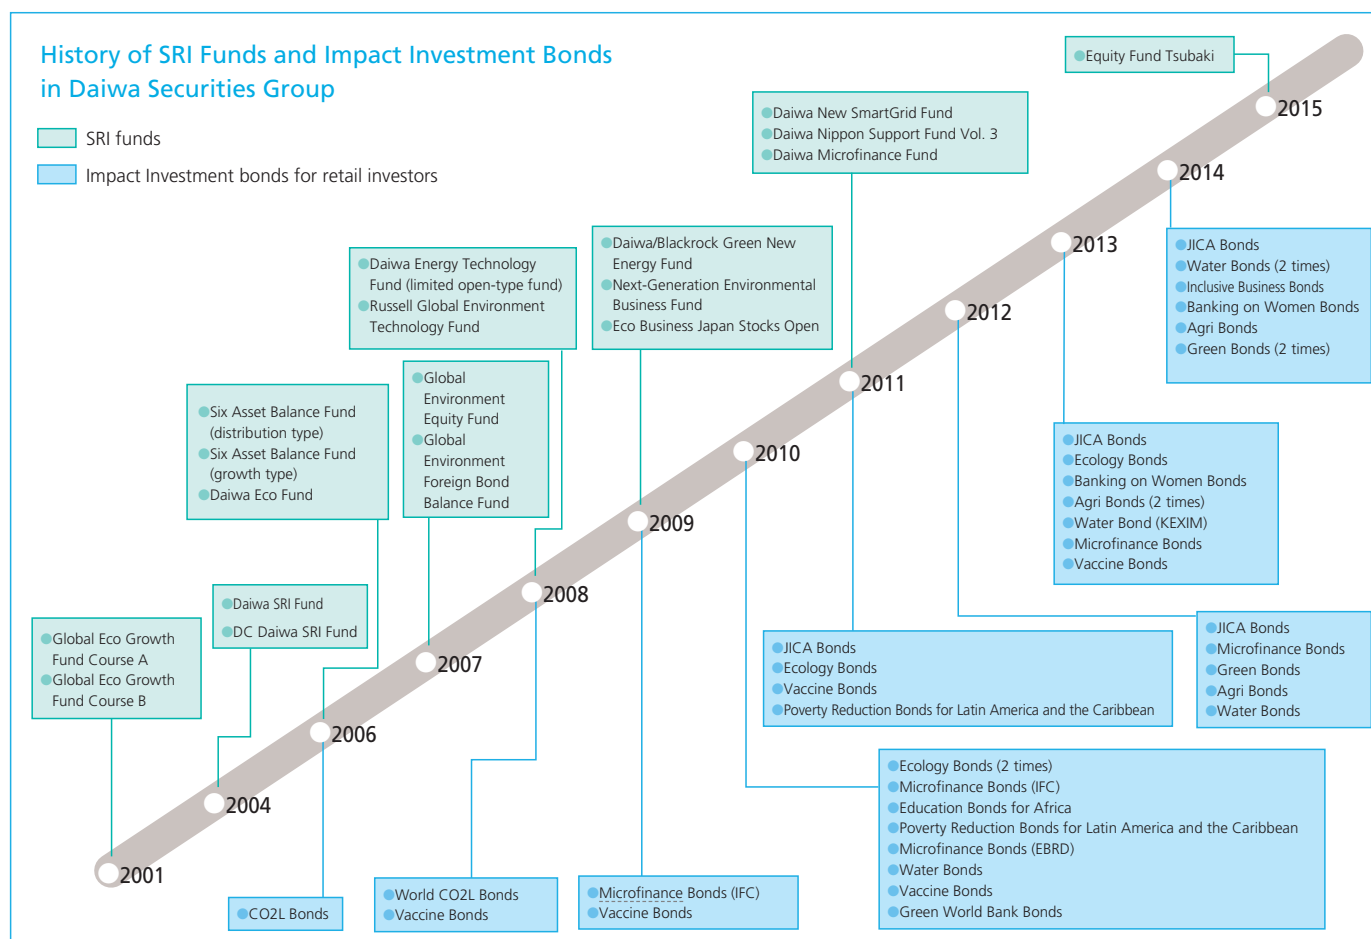 History of SRI Funds and Impact Investment Bonds
in Daiwa Securities Group
SRI funds
Impact Investment bonds for retail investors
Equity Fund Tsubaki
2015
Daiwa New SmartGrid Fund
Daiwa Nippon Support Fund Vol. 3
Daiwa Microfinance Fund
2014
JICA Bonds
Water Bonds (2 times)
Inclusive Business Bonds
Banking on Women Bonds
Agri Bonds
Green Bonds (2 times)
2013
Daiwa/Blackrock Green New
Energy Fund
Next-Generation Environmental
Business Fund
Eco Business Japan Stocks Open
Daiwa Energy Technology
Fund (limited open-type fund)
Russell Global Environment
Technology Fund
2012
2011
Global
Environment
Equity Fund
Global
Environment
Foreign Bond
Balance Fund
Six Asset Balance Fund
(distribution type)
Six Asset Balance Fund
(growth type)
Daiwa Eco Fund
2010
JICA Bonds
Ecology Bonds
Banking on Women Bonds
Agri Bonds (2 times)
Water Bond (KEXIM)
Microfinance Bonds
Vaccine Bonds
2009
2008
Daiwa SRI Fund
DC Daiwa SRI Fund
Global Eco Growth
Fund Course A
Global Eco Growth
Fund Course B
2007
JICA Bonds
Ecology Bonds
Vaccine Bonds
Poverty Reduction Bonds for Latin America and the Caribbean
JICA Bonds
Microfinance Bonds
Green Bonds
Agri Bonds
Water Bonds
2006
2004
Ecology Bonds (2 times)
Microfinance Bonds (IFC)
Education Bonds for Africa
Poverty Reduction Bonds for Latin America and the Caribbean
Microfinance Bonds (EBRD)
Water Bonds
Vaccine Bonds
Green World Bank Bonds
2001
CO2L Bonds
World CO2L Bonds
Vaccine Bonds
Microfinance Bonds (IFC)
Vaccine Bonds